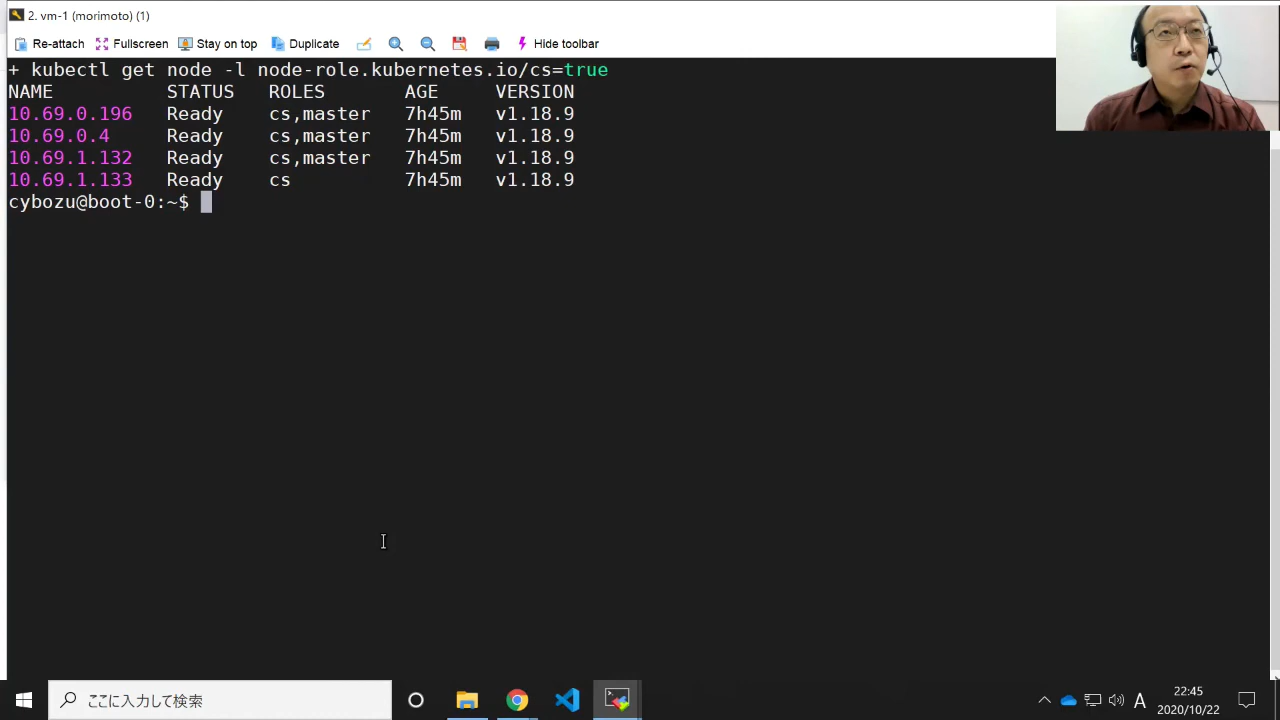 2. vm-1 (morimoto) (1)
Re-attach Fullscreen Stay on top Duplicate Hide toolbar
+ kubectl get node -l node-role.kubernetes.io/cs=true
NAME STATUS ROLES AGE VERSION
10.69.0.196 Ready cs,master 7h45m v1.18.9
10.69.0.4 Ready cs,master 7h45m v1.18.9
10.69.1.132 Ready cs,master 7h45m v1.18.9
10.69.1.133 Ready cs 7h45m v1.18.9
cybozu@boot-0:~$
ここに入力して検索
A
22:45
2020/10/22